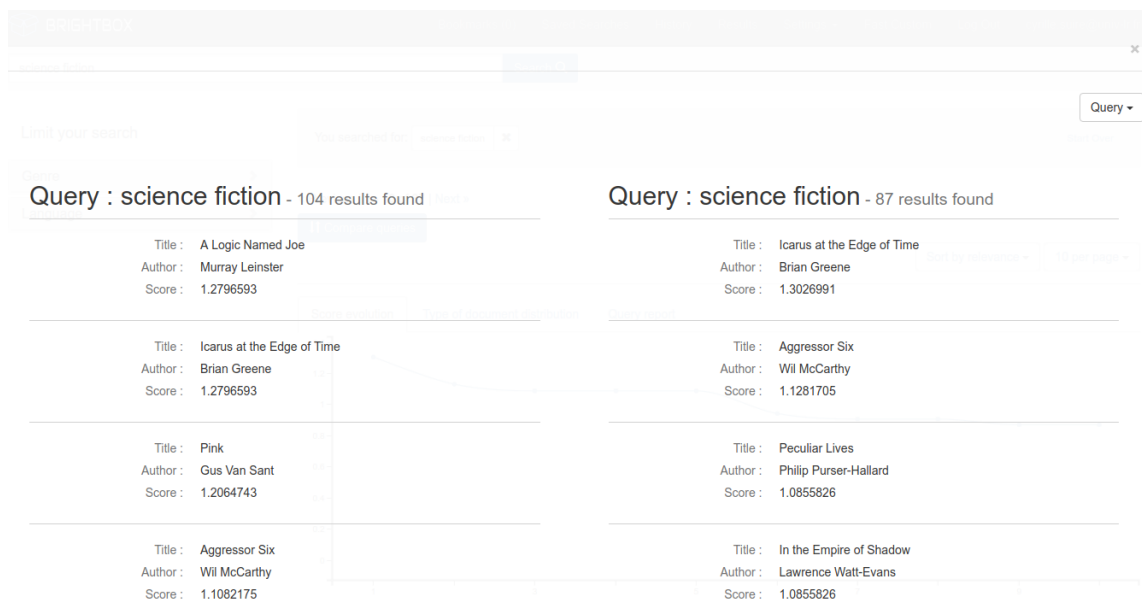 BRIGHTBOX
×
Query
Limit your search
Query : science fiction - 104 results found
Title : A Logic Named Joe
Author : Murray Leinster
Score : 1.2796593
Title : Icarus at the Edge of Time
Author : Brian Greene
Score : 1.2796593
Title : Pink
Author : Gus Van Sant
Score : 1.2064743
Title : Aggressor Six
Author : Wil McCarthy
Score : 1.1082175
Query : science fiction - 87 results found
Title : Icarus at the Edge of Time
Author : Brian Greene
Score : 1.3026991
Title : Aggressor Six
Author : Wil McCarthy
Score : 1.1281705
Title : Peculiar Lives
Author : Philip Purser-Hallard
Score : 1.0855826
Title : In the Empire of Shadow
Author : Lawrence Watt-Evans
Score : 1.0855826